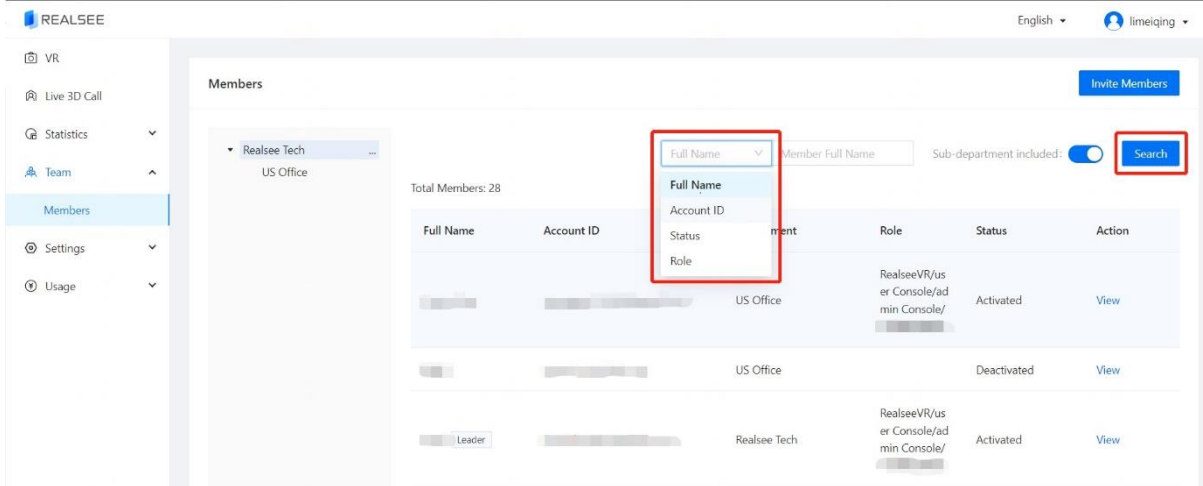 REALSEE
English
limeiqing
VR
Live 3D Call
Statistics
Team
Members
Settings
Usage
Members
Invite Members
Realsee Tech
...
US Office
Full Name
Member Full Name
Sub-department included:
Search
Full Name
Account ID
Status
Role
Total Members: 28
Full Name
Account ID
ment
Role
Status
Action
US Office
RealseeVR/us
er Console/ad
min Console/
Activated
View
US Office
Deactivated
View
Leader
Realsee Tech
RealseeVR/us
er Console/ad
min Console/
Activated
View